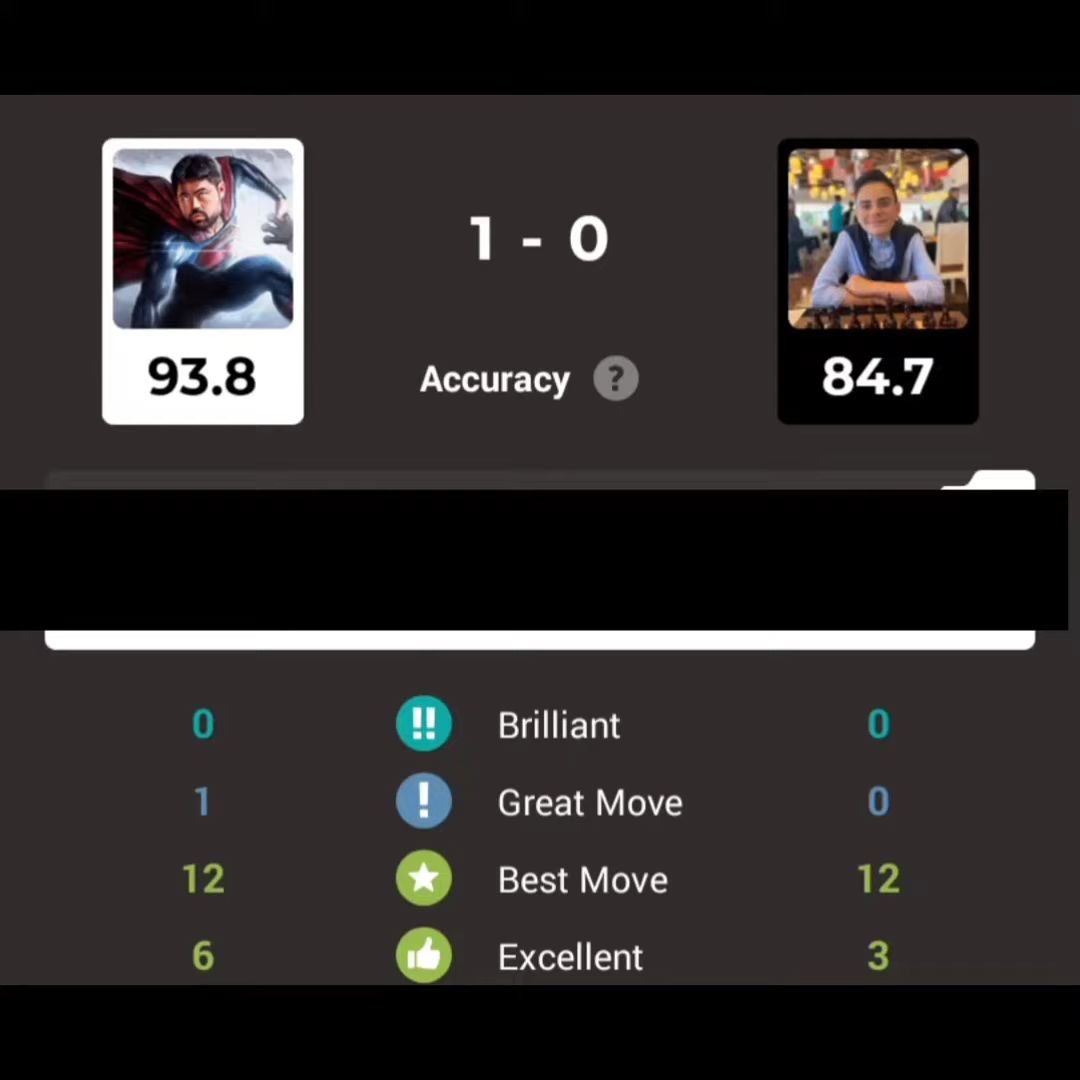 1 - 0
93.8 Accuracy ? 84.7
0 !! Brilliant 0
1 ! Great Move 0
12 Best Move 12
6 Excellent 3